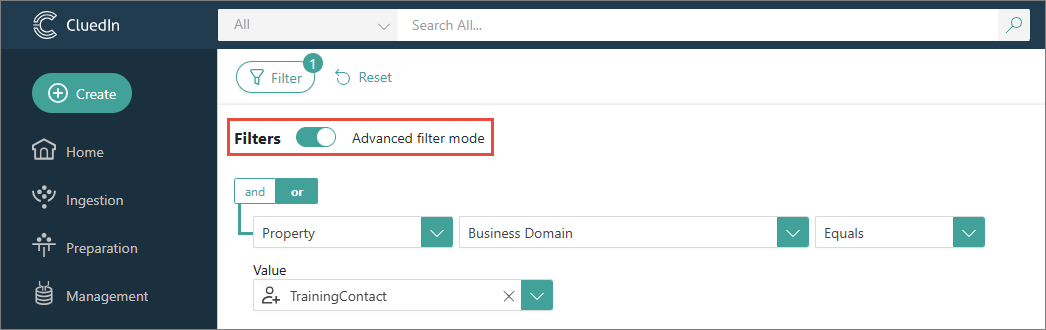 CluedIn
All
Search All...
Create
Home
Ingestion
Preparation
Management
Filter
1
Reset
Filters
Advanced filter mode
and
or
Property
Business Domain
Equals
Value
TrainingContact